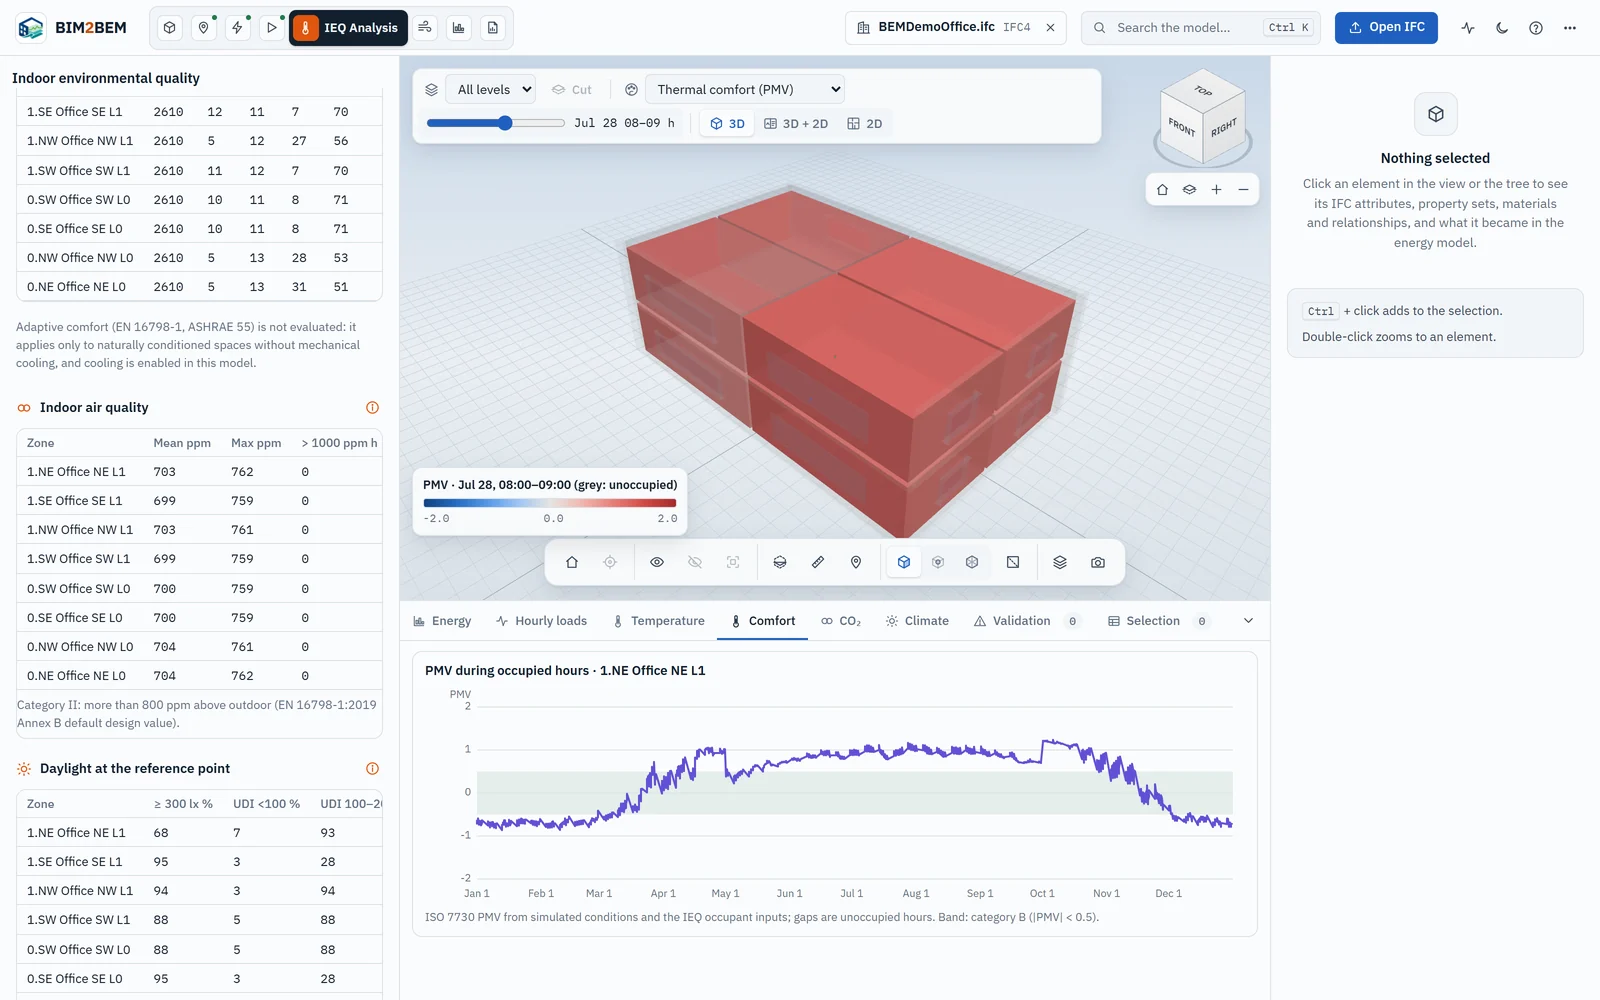 BIM2BEM
IEQ Analysis
BEMDemoOffice.ifc IFC4
Search the model... Ctrl K
Open IFC
Indoor environmental quality
1.SE Office SE L1 2610 12 11 7 70
1.NW Office NW L1 2610 5 12 27 56
1.SW Office SW L1 2610 11 12 7 70
0.SW Office SW L0 2610 10 11 8 71
0.SE Office SE L0 2610 10 11 8 71
0.NW Office NW L0 2610 5 13 28 53
0.NE Office NE L0 2610 5 13 31 51
Adaptive comfort (EN 16798-1, ASHRAE 55) is not evaluated: it
applies only to naturally conditioned spaces without mechanical
cooling, and cooling is enabled in this model.
Indoor air quality
Zone Mean ppm Max ppm > 1000 ppm h
1.NE Office NE L1 703 762 0
1.SE Office SE L1 699 759 0
1.NW Office NW L1 703 761 0
1.SW Office SW L1 699 759 0
0.SW Office SW L0 700 759 0
0.SE Office SE L0 700 759 0
0.NW Office NW L0 704 761 0
0.NE Office NE L0 704 762 0
Category II: more than 800 ppm above outdoor (EN 16798-1:2019
Annex B default design value).
Daylight at the reference point
Zone ≥ 300 lx % UDI <100 % UDI 100–20
1.NE Office NE L1 68 7 93
1.SE Office SE L1 95 3 28
1.NW Office NW L1 94 3 94
1.SW Office SW L1 88 5 88
0.SW Office SW L0 88 5 88
0.SE Office SE L0 95 3 28
All levels Cut Thermal comfort (PMV)
Jul 28 08–09 h 3D 3D + 2D 2D
TOP
FRONT RIGHT
PMV · Jul 28, 08:00–09:00 (grey: unoccupied)
-2.0 0.0 2.0
Energy Hourly loads Temperature Comfort CO₂ Climate Validation 0 Selection 0
PMV during occupied hours · 1.NE Office NE L1
PMV
2
1
0
-1
-2
Jan 1 Feb 1 Mar 1 Apr 1 May 1 Jun 1 Jul 1 Aug 1 Sep 1 Oct 1 Nov 1 Dec 1
ISO 7730 PMV from simulated conditions and the IEQ occupant inputs; gaps are unoccupied hours. Band: category B (|PMV| < 0.5).
Nothing selected
Click an element in the view or the tree to see
its IFC attributes, property sets, materials
and relationships, and what it became in the
energy model.
Ctrl + click adds to the selection.
Double-click zooms to an element.